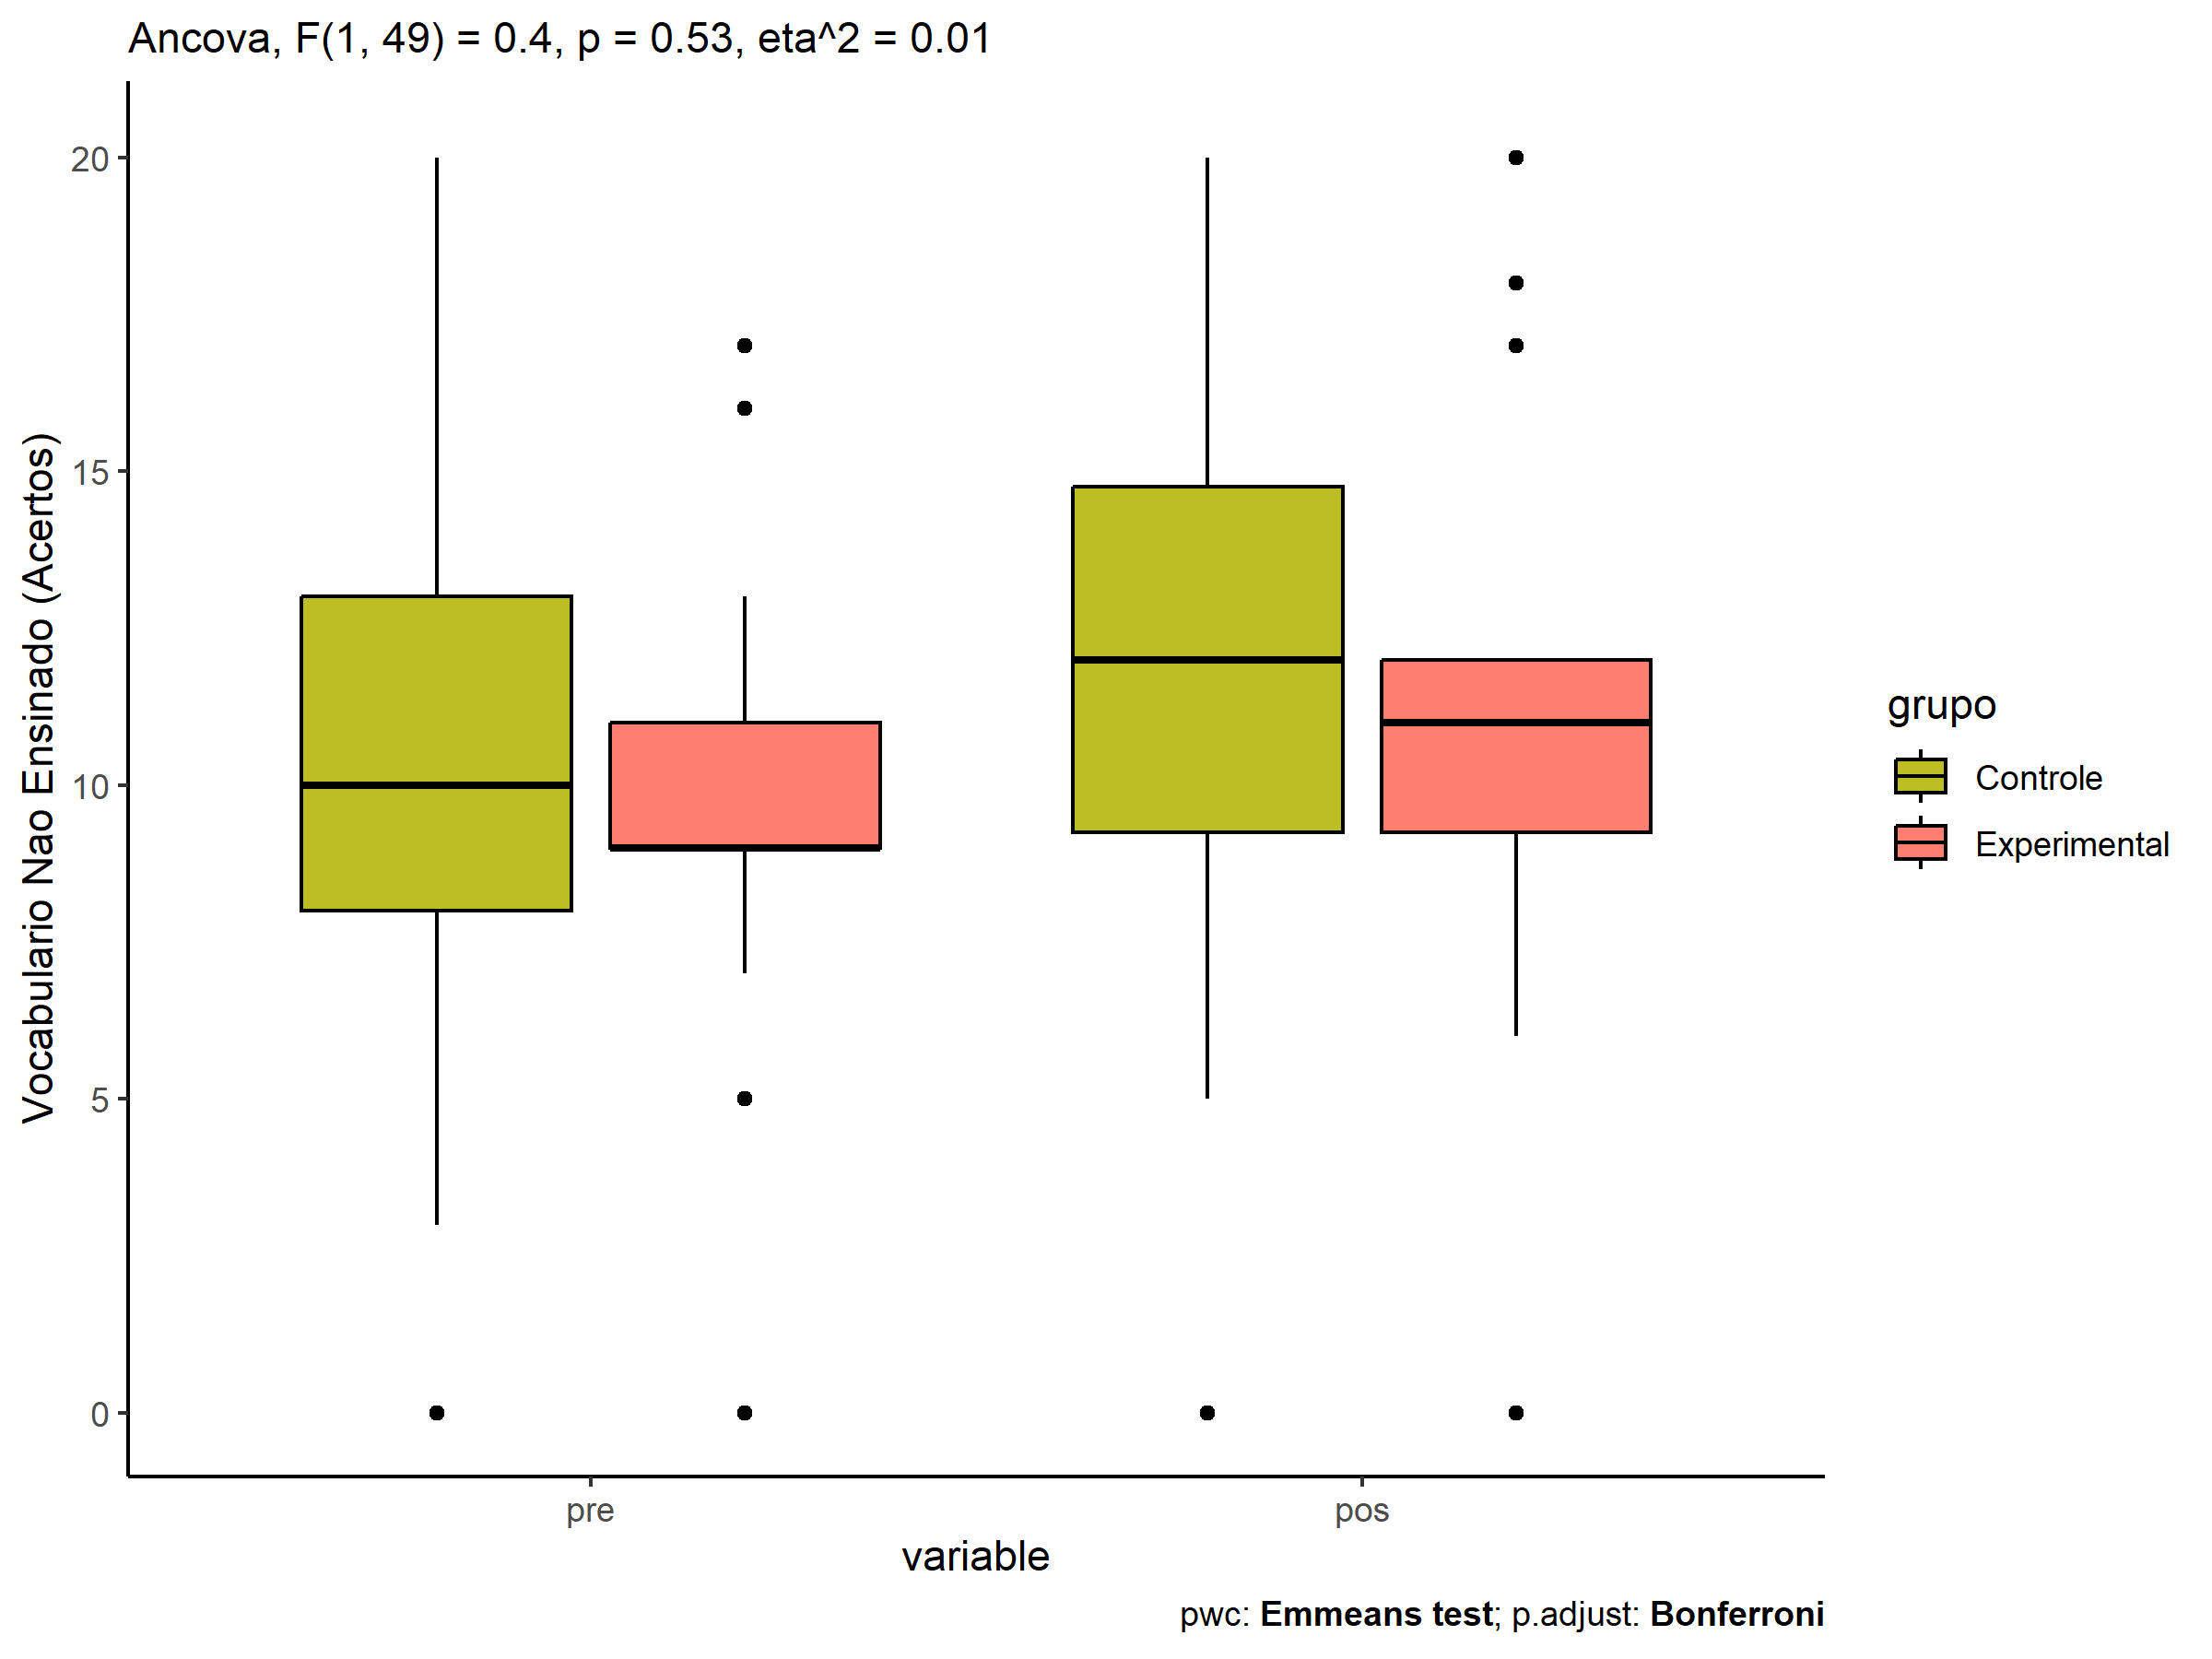 Ancova, F(1, 49) = 0.4, p = 0.53, eta^2 = 0.01
Vocabulario Nao Ensinado (Acertos)
20
15
10
5
0
pre
pos
variable
grupo
Controle
Experimental
pwc: Emmeans test; p.adjust: Bonferroni